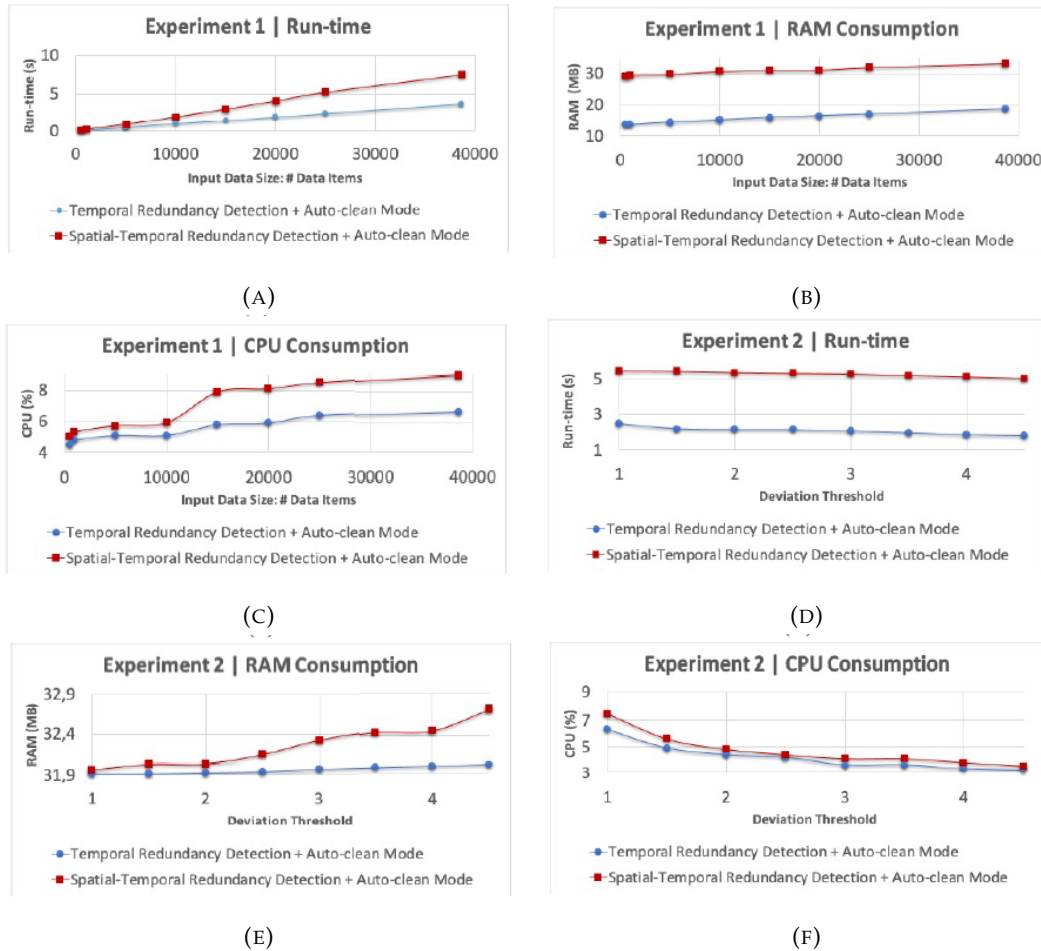 Experiment 1 | Run-time
Run-time (s)
10
5
0
0 10000 20000 30000 40000
Input Data Size: # Data Items
Temporal Redundancy Detection + Auto-clean Mode
Spatial-Temporal Redundancy Detection + Auto-clean Mode
(A)
Experiment 1 | RAM Consumption
RAM (MB)
30
20
10
0 10000 20000 30000 40000
Input Data Size: # Data Items
Temporal Redundancy Detection + Auto-clean Mode
Spatial-Temporal Redundancy Detection + Auto-clean Mode
(B)
Experiment 1 | CPU Consumption
CPU (%)
8
6
4
0 10000 20000 30000 40000
Input Data Size: # Data Items
Temporal Redundancy Detection + Auto-clean Mode
Spatial-Temporal Redundancy Detection + Auto-clean Mode
(C)
Experiment 2 | Run-time
Run-time (s)
5
3
1
1 2 3 4
Deviation Threshold
Temporal Redundancy Detection + Auto-clean Mode
Spatial-Temporal Redundancy Detection + Auto-clean Mode
(D)
Experiment 2 | RAM Consumption
RAM (MB)
32,9
32,4
31,9
1 2 3 4
Deviation Threshold
Temporal Redundancy Detection + Auto-clean Mode
Spatial-Temporal Redundancy Detection + Auto-clean Mode
(E)
Experiment 2 | CPU Consumption
CPU (%)
9
7
5
3
1 2 3 4
Deviation Threshold
Temporal Redundancy Detection + Auto-clean Mode
Spatial-Temporal Redundancy Detection + Auto-clean Mode
(F)